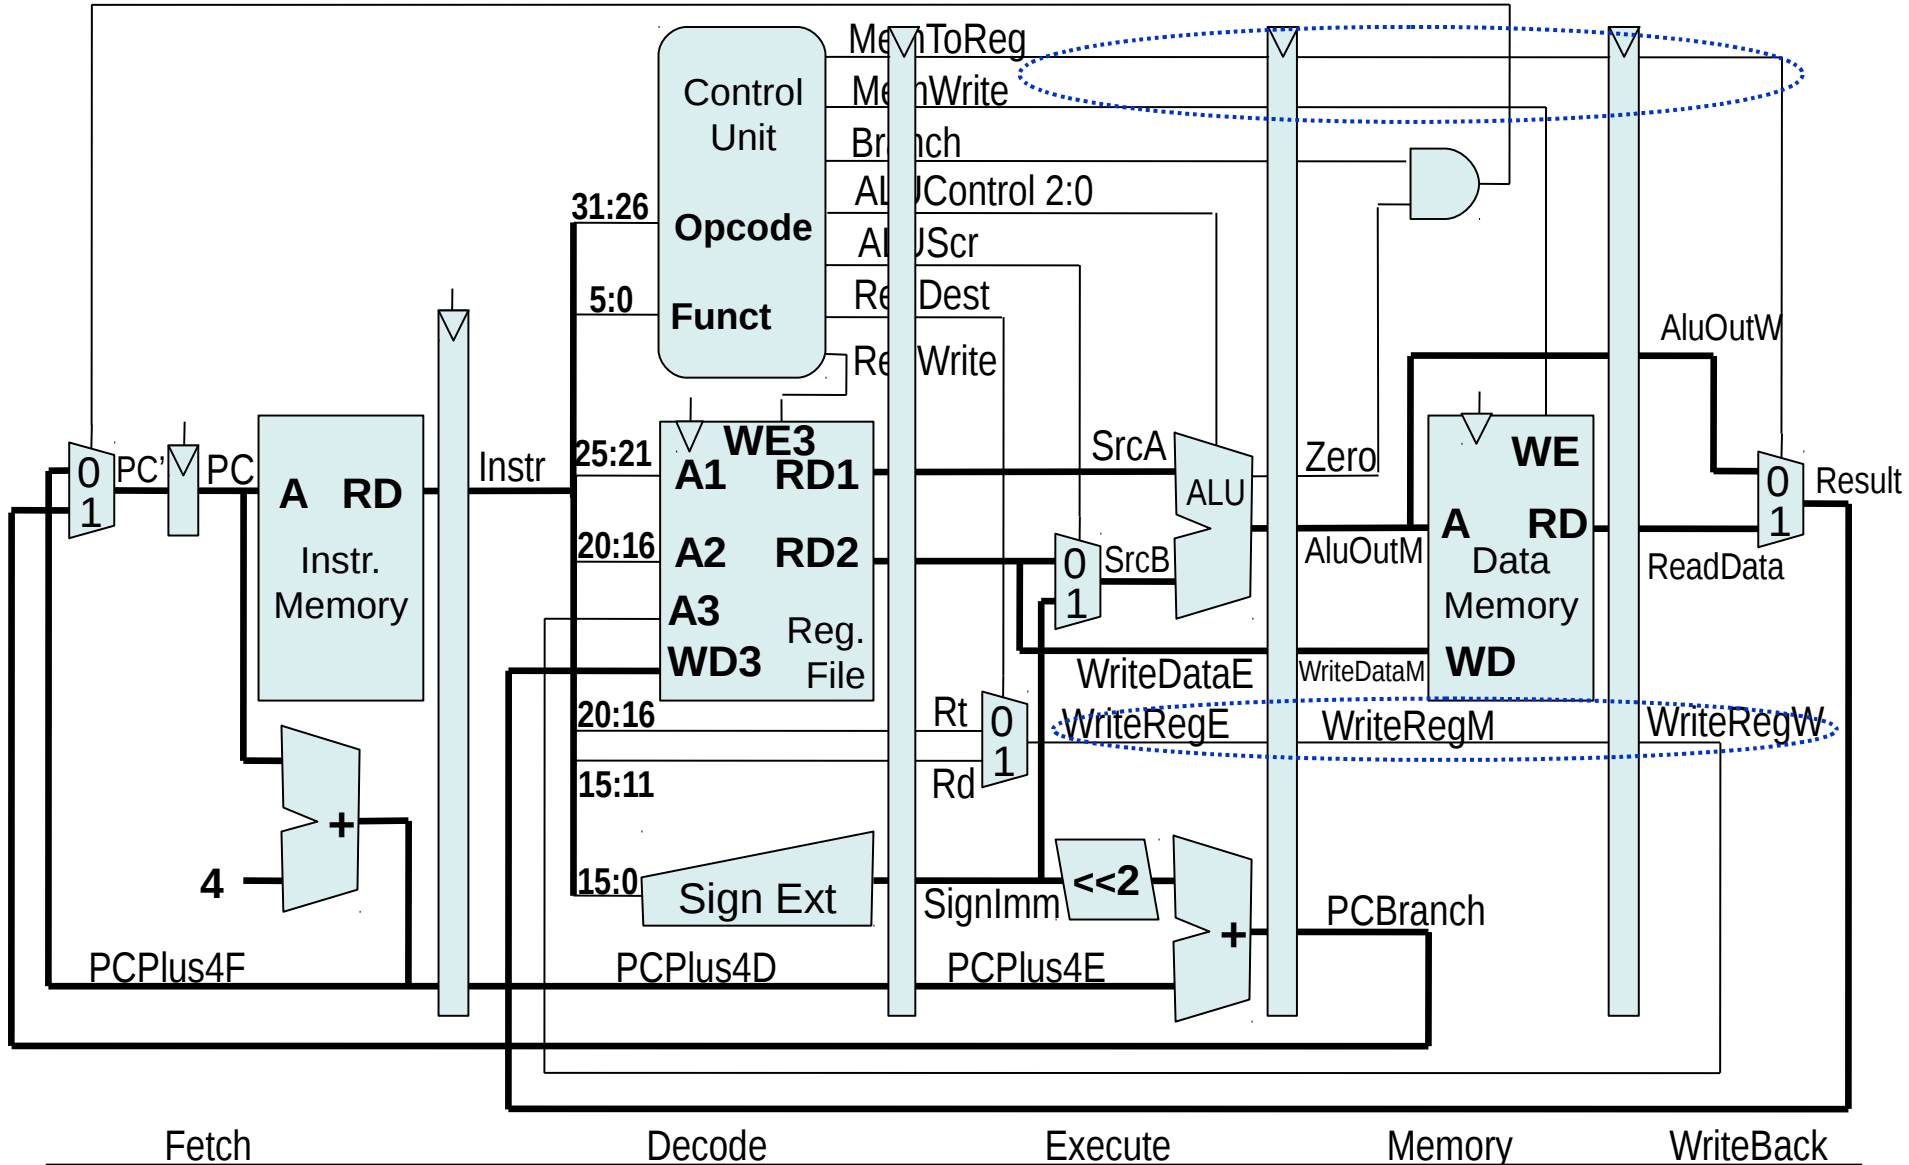 MemToReg
Control
Unit
MemWrite
Branch
ALUControl 2:0
31:26
Opcode
ALUScr
5:0
Funct
RegDest
RegWrite
AluOutW
0
1
PC’
PC
A RD
Instr.
Memory
Instr
25:21
WE3
A1 RD1
20:16
A2 RD2
A3
WD3
Reg.
File
SrcA
ALU
Zero
0
1
SrcB
AluOutM
WE
A RD
Data
Memory
WD
0
1
Result
ReadData
WriteDataE
WriteDataM
20:16
Rt
0
1
WriteRegE
WriteRegM
WriteRegW
15:11
Rd
+
4
15:0
Sign Ext
SignImm
<<2
+
PCBranch
PCPlus4F
PCPlus4D
PCPlus4E
Fetch
Decode
Execute
Memory
WriteBack